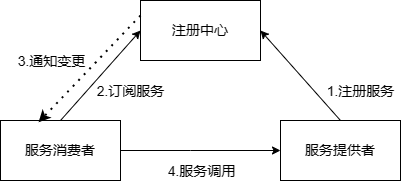 注册中心
3.通知变更
2.订阅服务
1.注册服务
服务消费者
服务提供者
4.服务调用